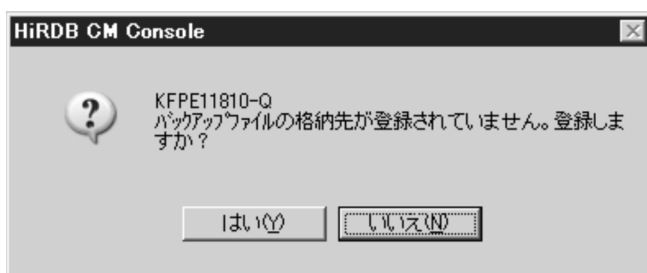 HiRDB CM Console
KFPE11810-Q
ﾊﾞｯｸｱｯﾌﾟﾌｧｲﾙの格納先が登録されていません。登録しま
すか？
はい(Y)
いいえ(N)